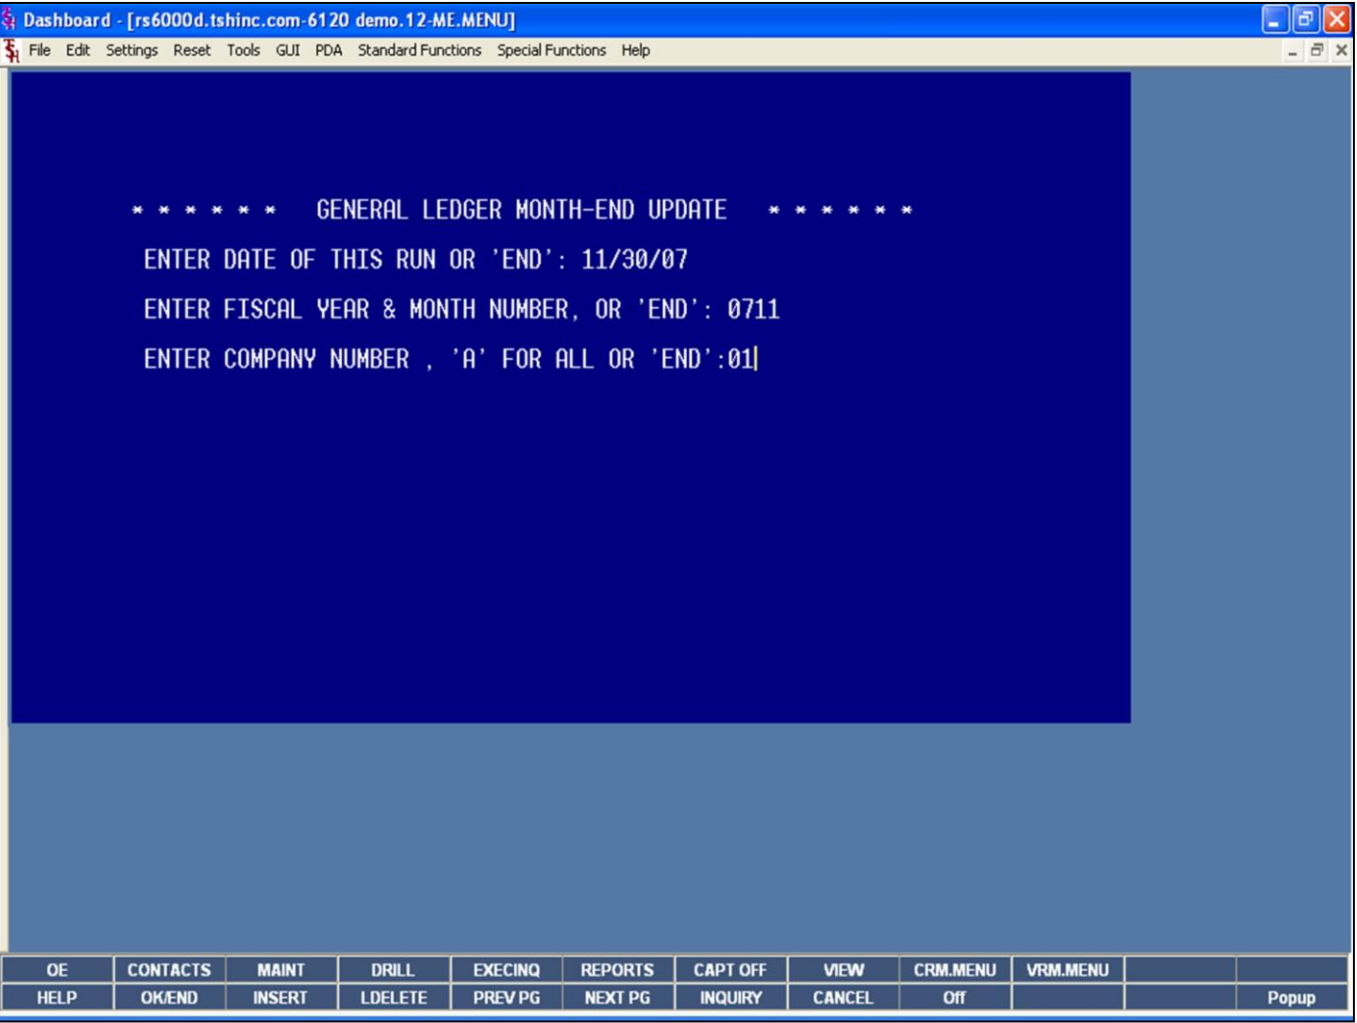 Dashboard - [rs6000d.tshinc.com-6120 demo.12-ME.MENU]
File Edit Settings Reset Tools GUI PDA Standard Functions Special Functions Help
* * * * * * GENERAL LEDGER MONTH-END UPDATE * * * * * *
ENTER DATE OF THIS RUN OR 'END': 11/30/07
ENTER FISCAL YEAR & MONTH NUMBER, OR 'END': 0711
ENTER COMPANY NUMBER , 'A' FOR ALL OR 'END':01
OE CONTACTS MAINT DRILL EXECINQ REPORTS CAPT OFF VIEW CRM.MENU VRM.MENU
HELP OK/END INSERT LDELETE PREV PG NEXT PG INQUIRY CANCEL Off Popup